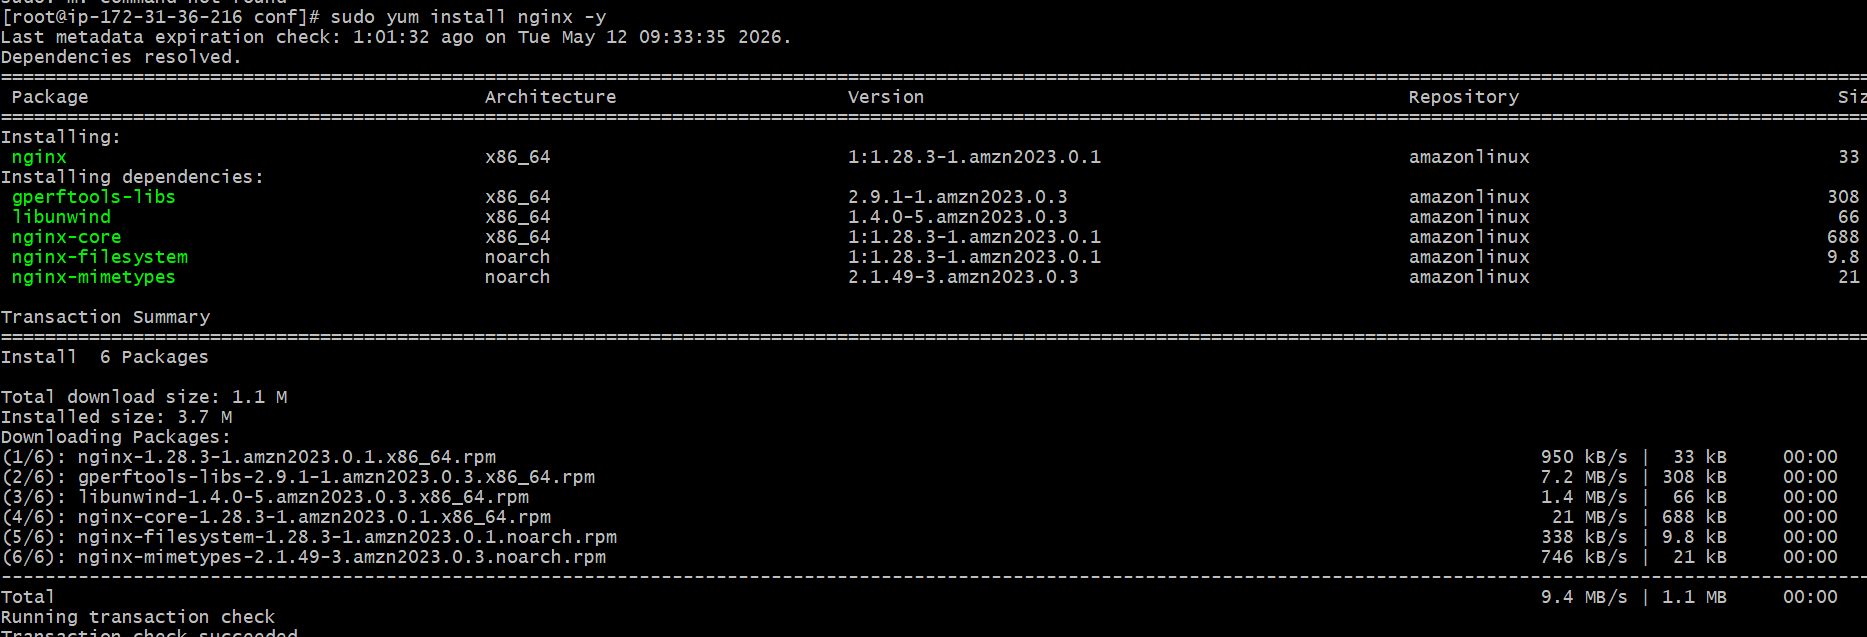 sudo: m: command not found
[root@ip-172-31-36-216 conf]# sudo yum install nginx -y
Last metadata expiration check: 1:01:32 ago on Tue May 12 09:33:35 2026.
Dependencies resolved.
Package Architecture Version Repository Siz
Installing:
nginx x86_64 1:1.28.3-1.amzn2023.0.1 amazonlinux 33
Installing dependencies:
gperftools-libs x86_64 2.9.1-1.amzn2023.0.3 amazonlinux 308
libunwind x86_64 1.4.0-5.amzn2023.0.3 amazonlinux 66
nginx-core x86_64 1:1.28.3-1.amzn2023.0.1 amazonlinux 688
nginx-filesystem noarch 1:1.28.3-1.amzn2023.0.1 amazonlinux 9.8
nginx-mimetypes noarch 2.1.49-3.amzn2023.0.3 amazonlinux 21
Transaction Summary
Install  6 Packages
Total download size: 1.1 M
Installed size: 3.7 M
Downloading Packages:
(1/6): nginx-1.28.3-1.amzn2023.0.1.x86_64.rpm 950 kB/s |  33 kB 00:00
(2/6): gperftools-libs-2.9.1-1.amzn2023.0.3.x86_64.rpm 7.2 MB/s | 308 kB 00:00
(3/6): libunwind-1.4.0-5.amzn2023.0.3.x86_64.rpm 1.4 MB/s |  66 kB 00:00
(4/6): nginx-core-1.28.3-1.amzn2023.0.1.x86_64.rpm 21 MB/s | 688 kB 00:00
(5/6): nginx-filesystem-1.28.3-1.amzn2023.0.1.noarch.rpm 338 kB/s | 9.8 kB 00:00
(6/6): nginx-mimetypes-2.1.49-3.amzn2023.0.3.noarch.rpm 746 kB/s |  21 kB 00:00
Total 9.4 MB/s | 1.1 MB 00:00
Running transaction check
Transaction check succeeded